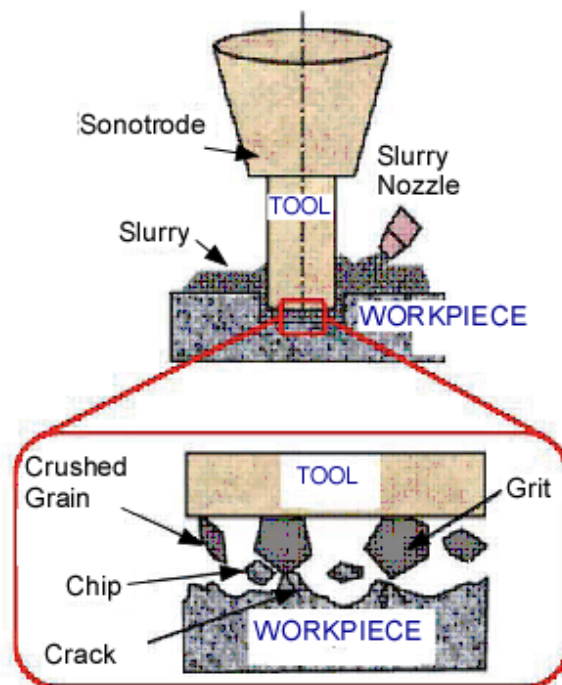 Sonotrode
Slurry
Nozzle
TOOL
Slurry
WORKPIECE
Crushed
Grain
TOOL
Grit
Chip
WORKPIECE
Crack